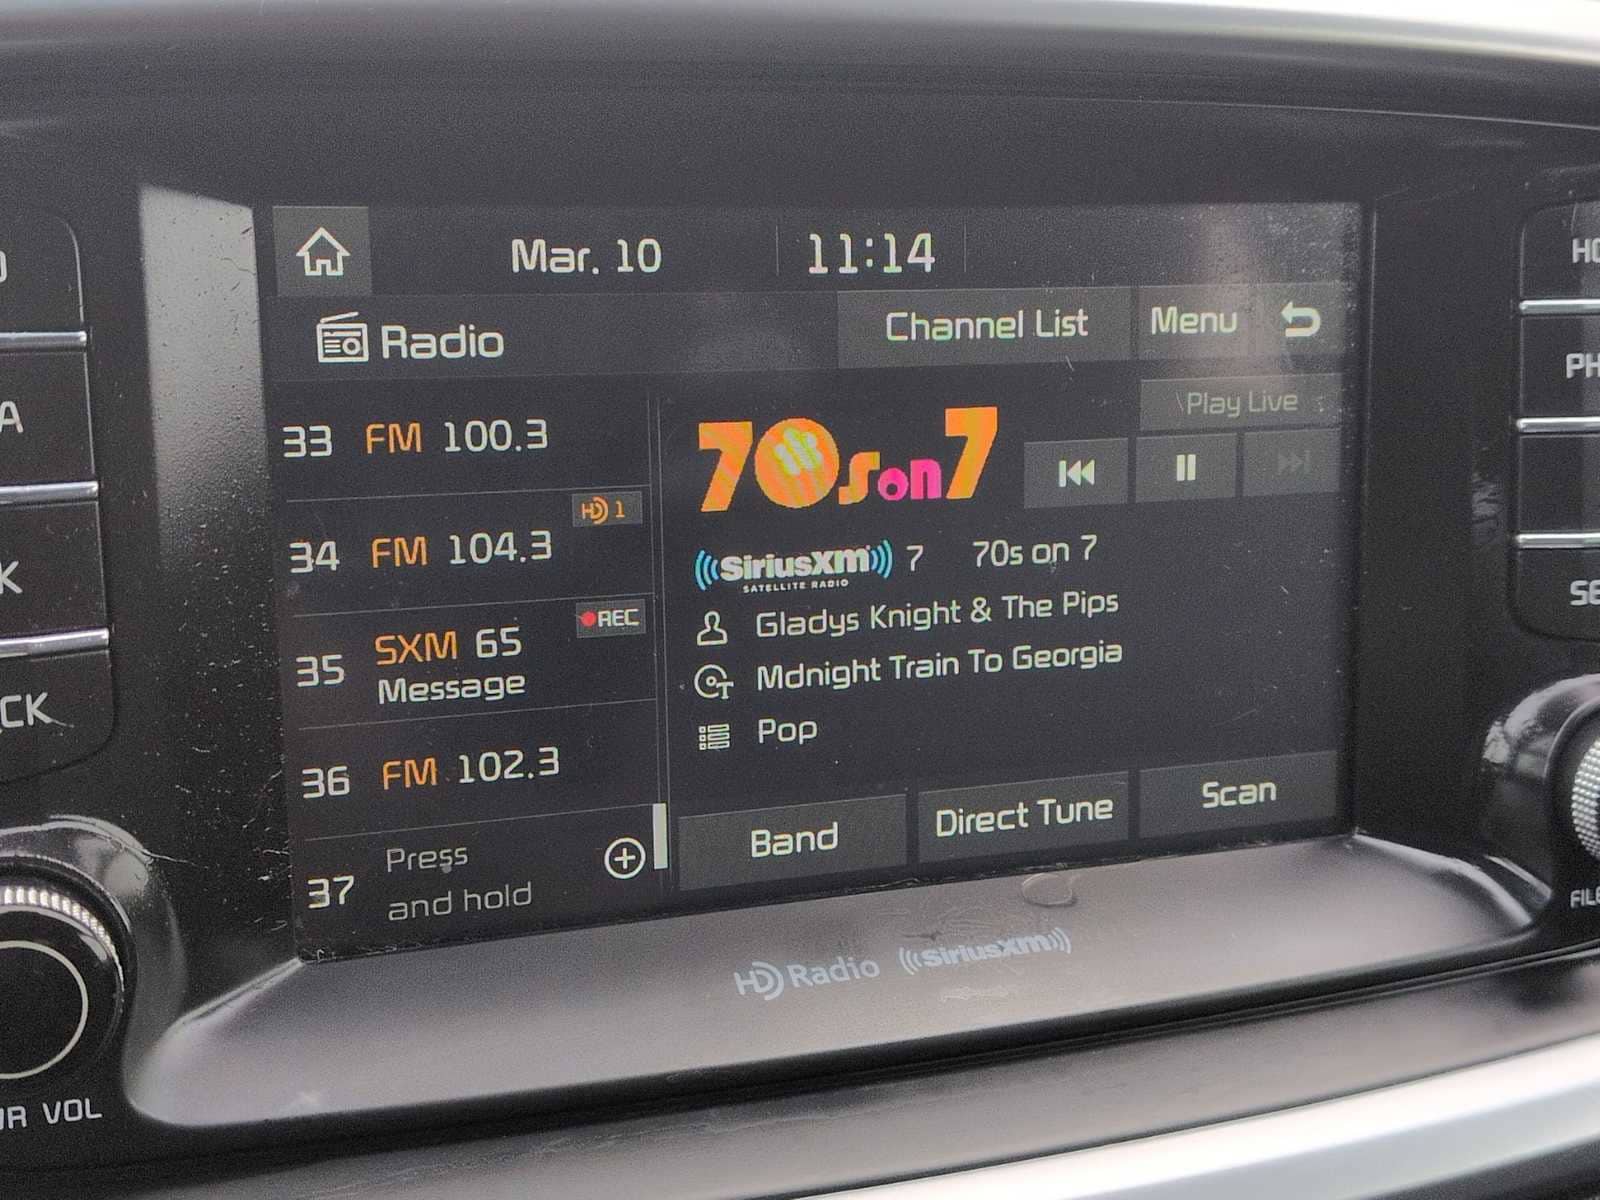 Mar. 10 11:14
Radio Channel List Menu
Play Live
33 FM 100.3
70s on 7
HD 1
34 FM 104.3
SiriusXM 7 70s on 7
SATELLITE RADIO
REC
35 SXM 65
Message
Gladys Knight & The Pips
Mdnight Train To Georgia
36 FM 102.3
Pop
37 Press
and hold
Band Direct Tune Scan
HD Radio SiriusXM
VOL